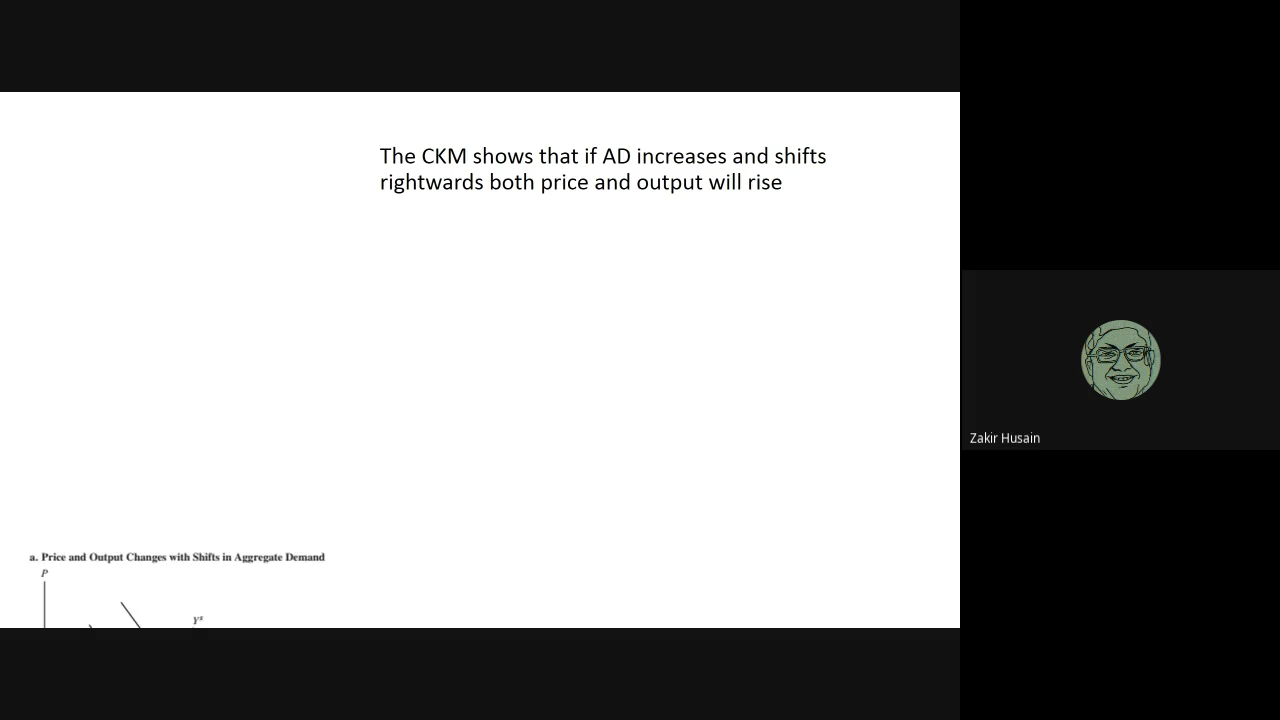 The CKM shows that if AD increases and shifts
rightwards both price and output will rise
a. Price and Output Changes with Shifts in Aggregate Demand
P
Yˢ
Zakir Husain